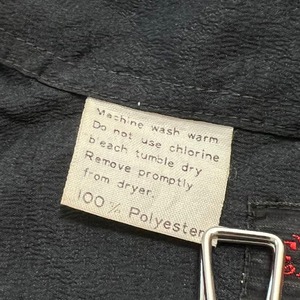 Machine wash warm
Do not use chlorine
bleach tumble dry
Remove promptly
from dryer.
100 % Polyester